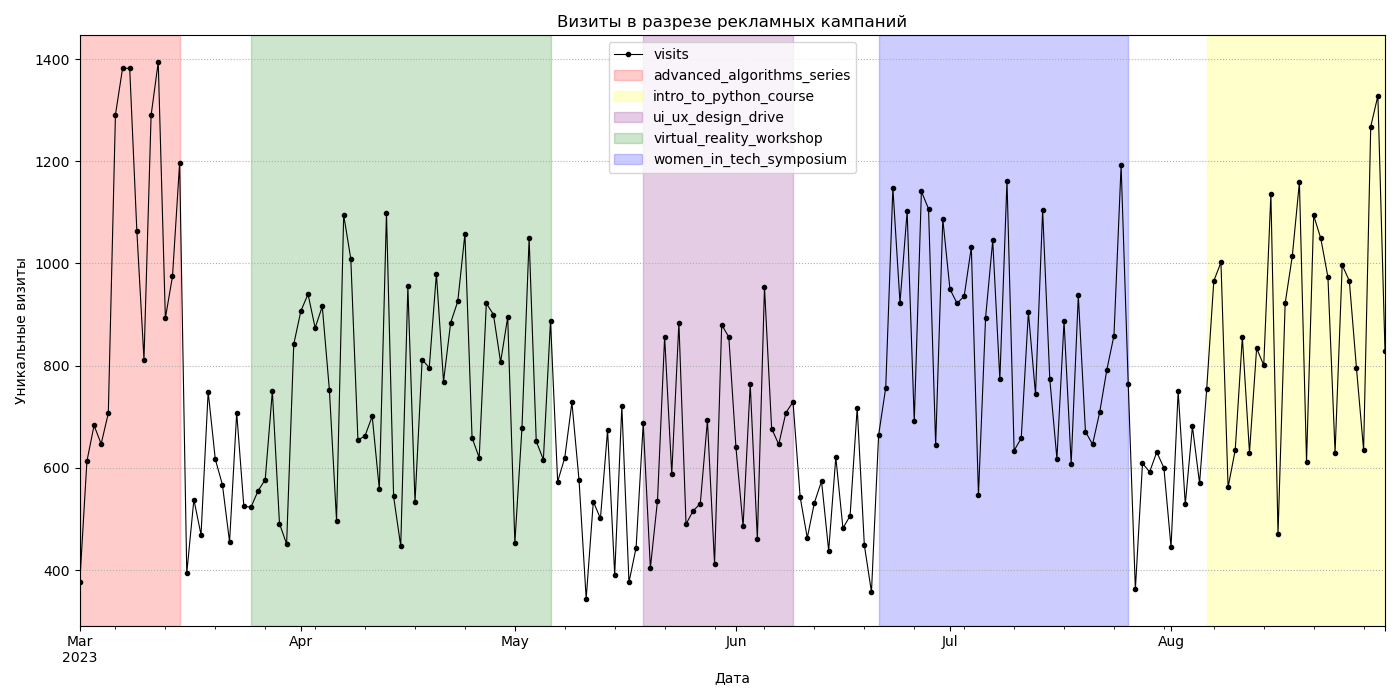 Визиты в разрезе рекламных кампаний
visits
advanced_algorithms_series
intro_to_python_course
ui_ux_design_drive
virtual_reality_workshop
women_in_tech_symposium
Уникальные визиты
1400
1200
1000
800
600
400
Mar
2023
Apr
May
Jun
Jul
Aug
Дата